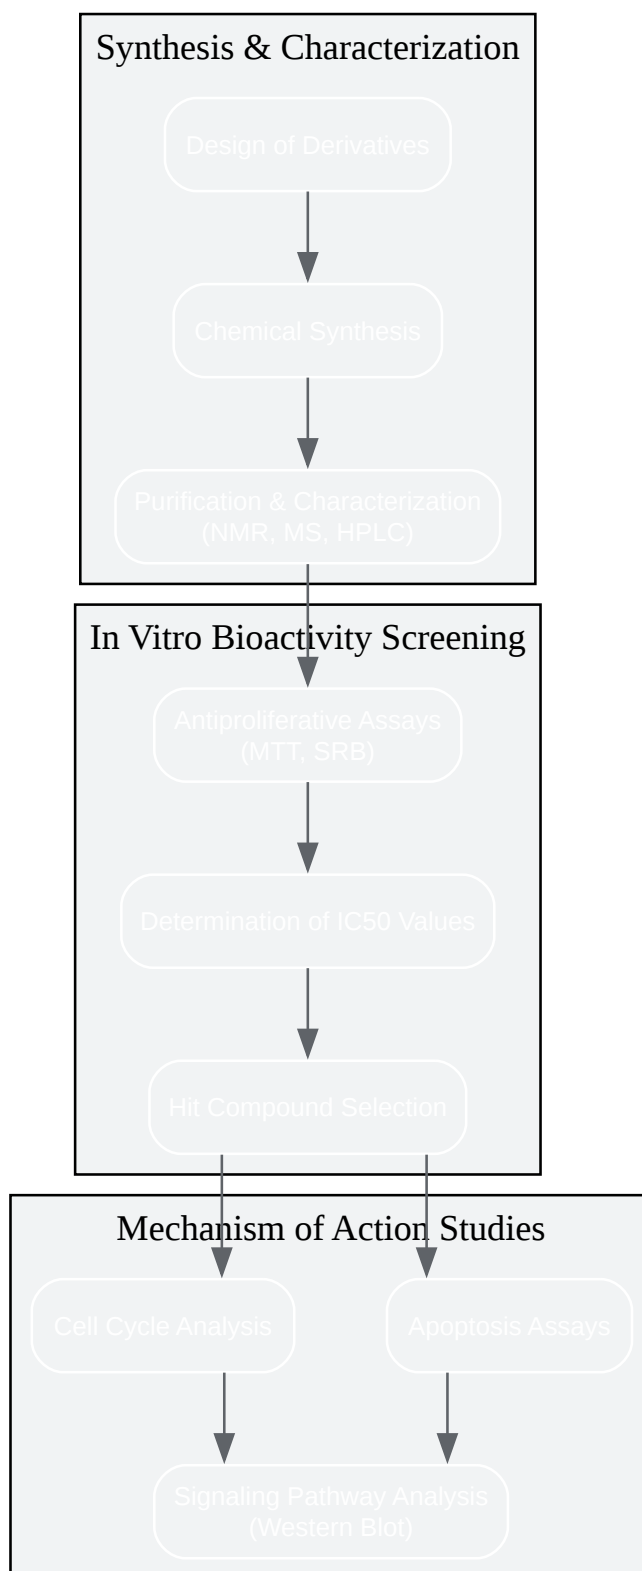 Synthesis & Characterization
Design of Derivatives
Chemical Synthesis
Purification & Characterization
(NMR, MS, HPLC)
In Vitro Bioactivity Screening
Antiproliferative Assays
(MTT, SRB)
Determination of IC50 Values
Hit Compound Selection
Mechanism of Action Studies
Cell Cycle Analysis
Apoptosis Assays
Signaling Pathway Analysis
(Western Blot)